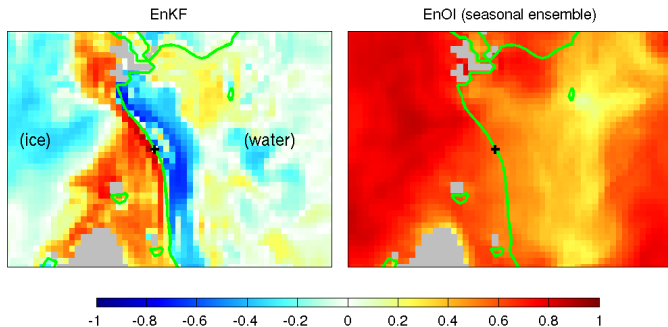 EnKF
EnOI (seasonal ensemble)
(ice)
(water)
-1 -0.8 -0.6 -0.4 -0.2 0 0.2 0.4 0.6 0.8 1